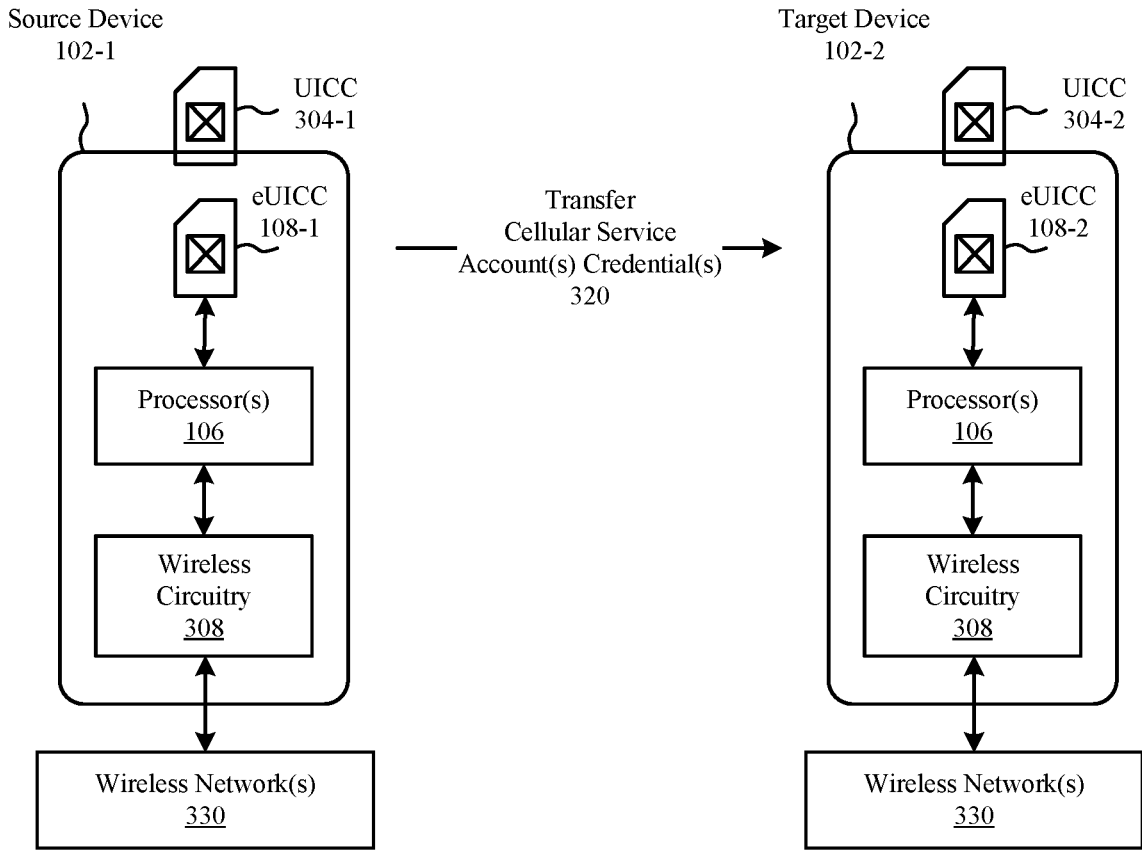 Source Device
102-1
UICC
304-1
eUICC
108-1
Processor(s)
106
Wireless
Circuitry
308
Wireless Network(s)
330
Transfer
Cellular Service
Account(s) Credential(s)
320
Target Device
102-2
UICC
304-2
eUICC
108-2
Processor(s)
106
Wireless
Circuitry
308
Wireless Network(s)
330